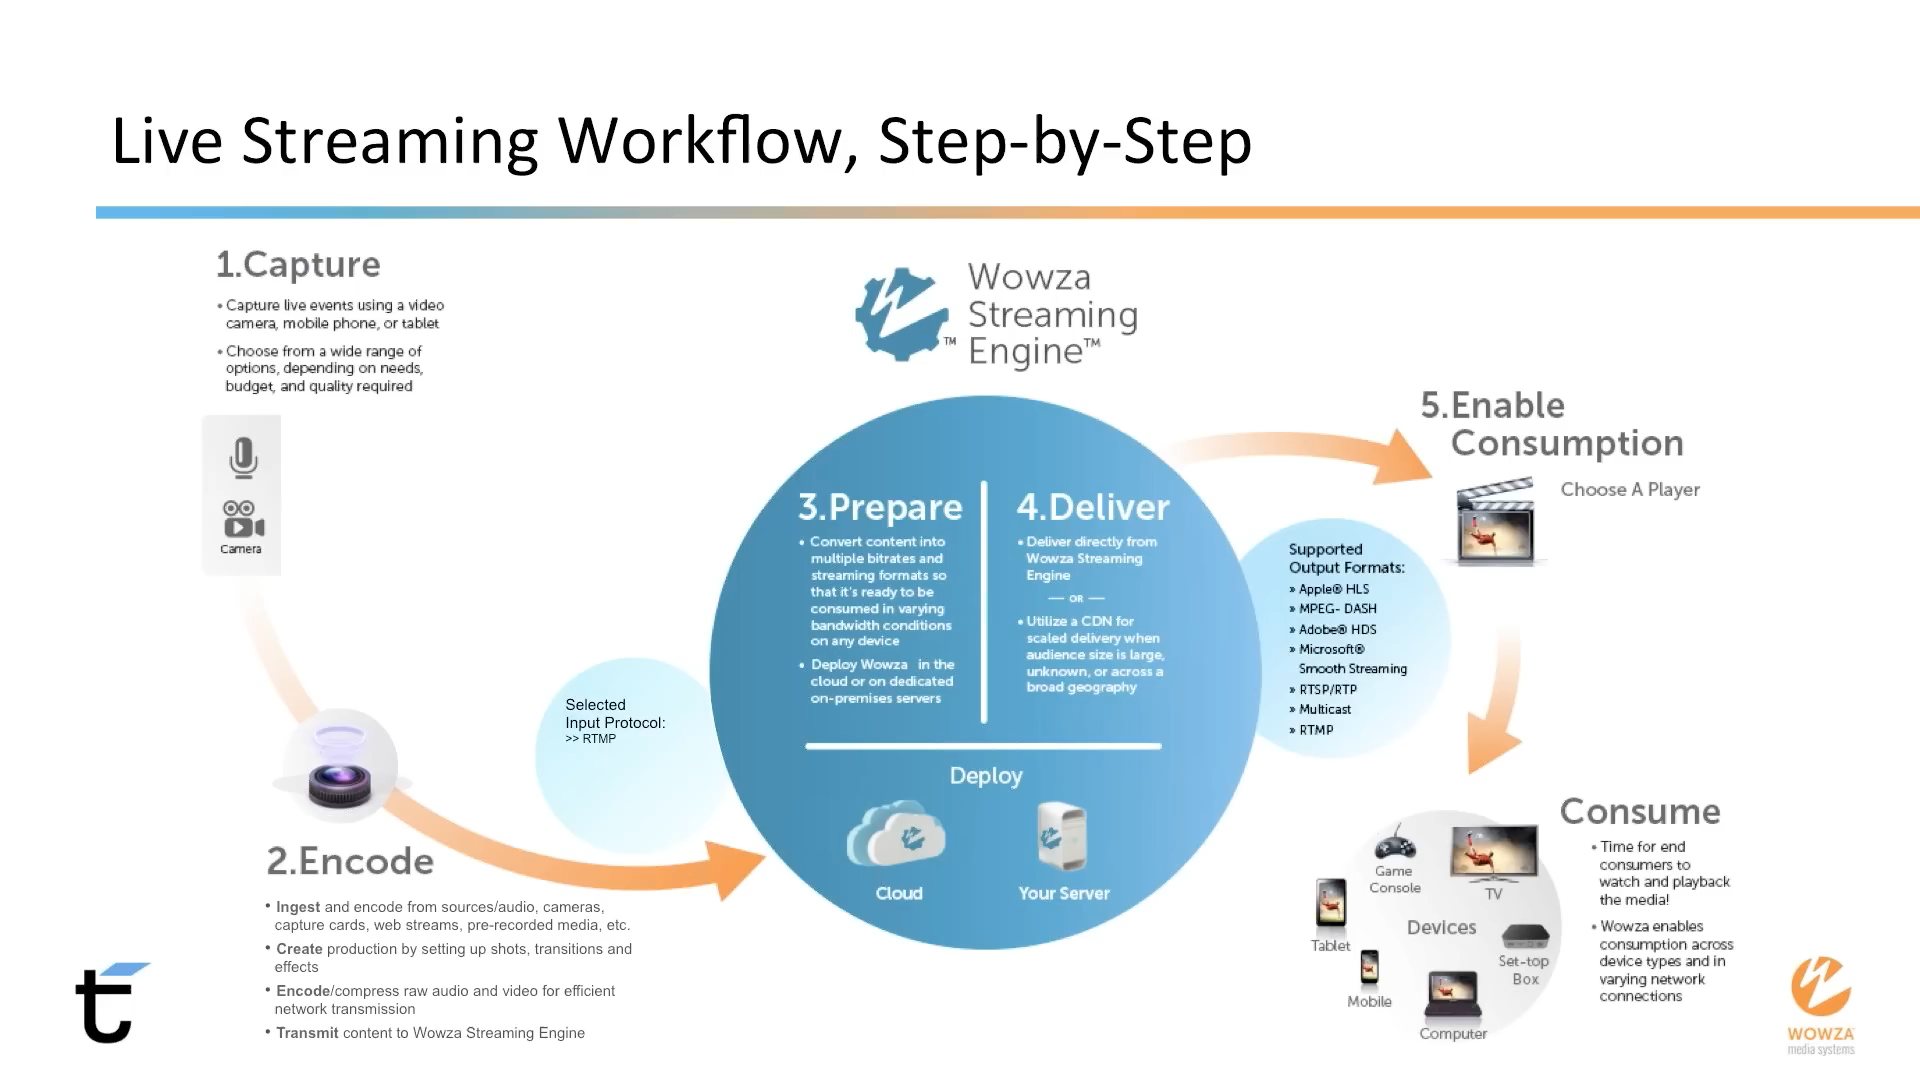 Live Streaming Workflow, Step-by-Step
1.Capture
• Capture live events using a video
camera, mobile phone, or tablet
• Choose from a wide range of
options, depending on needs,
budget, and quality required
Camera
2.Encode
• Ingest and encode from sources/audio, cameras,
capture cards, web streams, pre-recorded media, etc.
• Create production by setting up shots, transitions and
effects
• Encode/compress raw audio and video for efficient
network transmission
• Transmit content to Wowza Streaming Engine
Selected
Input Protocol:
>> RTMP
Wowza
Streaming
Engine™
™
3.Prepare
• Convert content into
multiple bitrates and
streaming formats so
that it's ready to be
consumed in varying
bandwidth conditions
on any device
• Deploy Wowza in the
cloud or on dedicated
on-premises servers
4.Deliver
• Deliver directly from
Wowza Streaming
Engine
— OR —
• Utilize a CDN for
scaled delivery when
audience size is large,
unknown, or across a
broad geography
Deploy
Cloud
Your Server
Supported
Output Formats:
» Apple® HLS
» MPEG- DASH
» Adobe® HDS
» Microsoft®
Smooth Streaming
» RTSP/RTP
» Multicast
» RTMP
5.Enable
Consumption
Choose A Player
Consume
• Time for end
consumers to
watch and playback
the media!
• Wowza enables
consumption across
device types and in
varying network
connections
Game
Console
TV
Tablet
Devices
Set-top
Box
Mobile
Computer
t
WOWZA
media systems